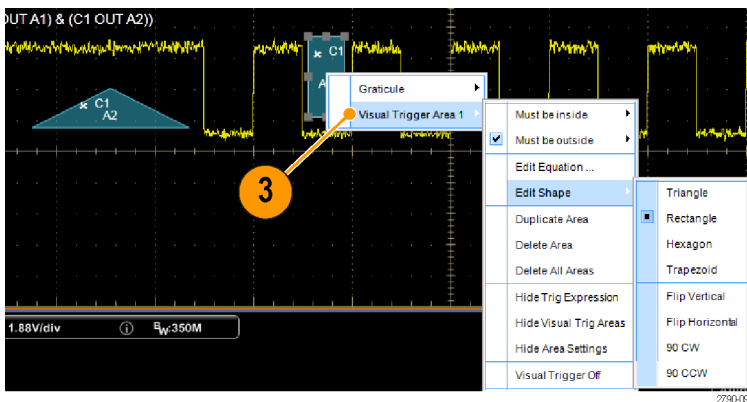 OUT A1) & (C1 OUT A2))
C1
A
C1
A2
Graticule
Visual Trigger Area 1
3
Must be inside
Must be outside
Edit Equation ...
Edit Shape
Duplicate Area
Delete Area
Delete All Areas
Hide Trig Expression
Hide Visual Trig Areas
Hide Area Settings
Visual Trigger Off
Triangle
Rectangle
Hexagon
Trapezoid
Flip Vertical
Flip Horizontal
90 CW
90 CCW
1.88V/div
BW:350M